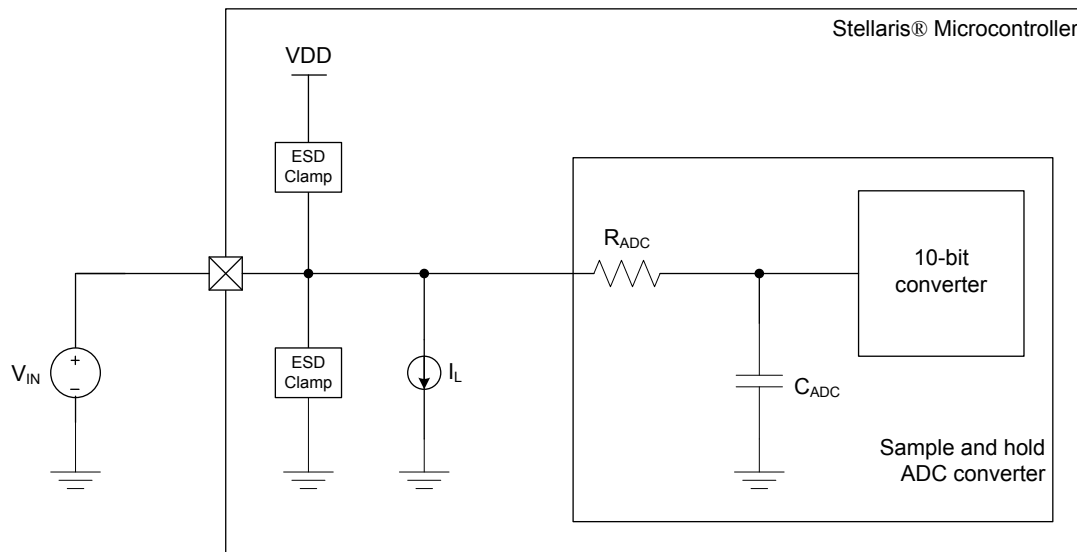 Stellaris® Microcontroller
VDD
ESD
Clamp
R_ADC
10-bit
converter
V_IN
+
−
ESD
Clamp
I_L
C_ADC
Sample and hold
ADC converter